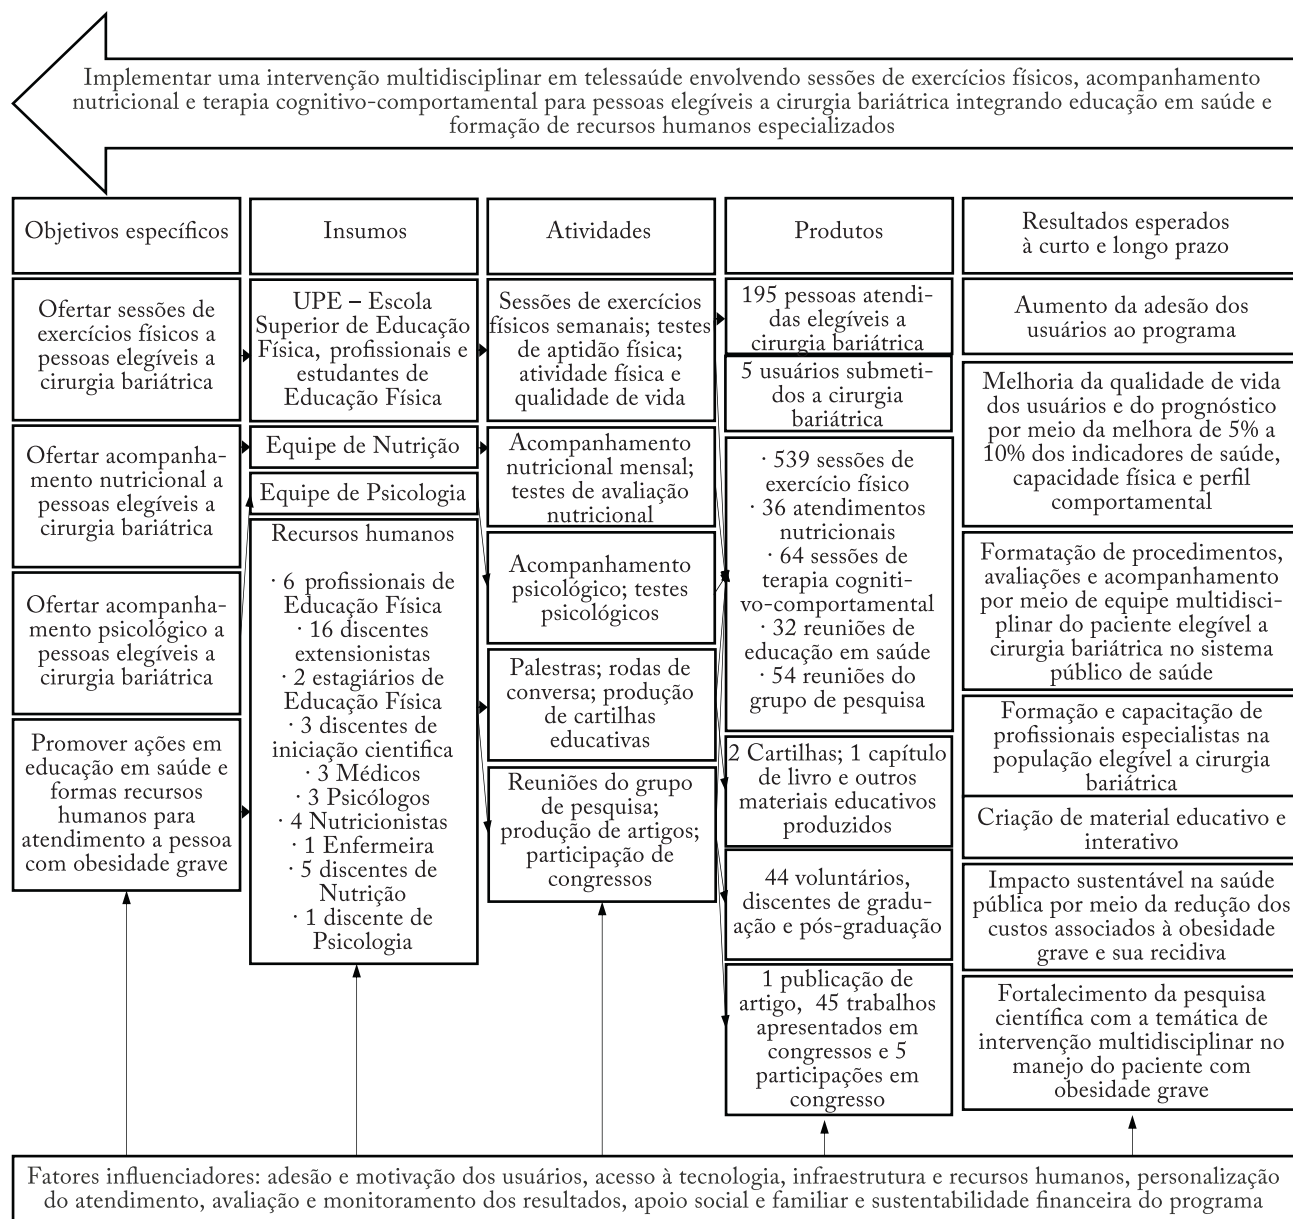 Implementar uma intervenção multidisciplinar em telessaúde envolvendo sessões de exercícios físicos, acompanhamento
nutricional e terapia cognitivo-comportamental para pessoas elegíveis a cirurgia bariátrica integrando educação em saúde e
formação de recursos humanos especializados
Objetivos específicos
Ofertar sessões de
exercícios físicos a
pessoas elegíveis a
cirurgia bariátrica
Ofertar acompanha-
mento nutricional a
pessoas elegíveis a
cirurgia bariátrica
Ofertar acompanha-
mento psicológico a
pessoas elegíveis a
cirurgia bariátrica
Promover ações em
educação em saúde e
formas recursos
humanos para
atendimento a pessoa
com obesidade grave
Insumos
UPE – Escola
Superior de Educação
Física, profissionais e
estudantes de
Educação Física
Equipe de Nutrição
Equipe de Psicologia
Recursos humanos
· 6 profissionais de
Educação Física
· 16 discentes
extensionistas
· 2 estagiários de
Educação Física
· 3 discentes de
iniciação cientifica
· 3 Médicos
· 3 Psicólogos
· 4 Nutricionistas
· 1 Enfermeira
· 5 discentes de
Nutrição
· 1 discente de
Psicologia
Atividades
Sessões de exercícios
físicos semanais; testes
de aptidão física;
atividade física e
qualidade de vida
Acompanhamento
nutricional mensal;
testes de avaliação
nutricional
Acompanhamento
psicológico; testes
psicológicos
Palestras; rodas de
conversa; produção
de cartilhas
educativas
Reuniões do grupo
de pesquisa;
produção de artigos;
participação de
congressos
Produtos
195 pessoas atendi-
das elegíveis a
cirurgia bariátrica
5 usuários submeti-
dos a cirurgia
bariátrica
· 539 sessões de
exercício físico
· 36 atendimentos
nutricionais
· 64 sessões de
terapia cogniti-
vo-comportamental
· 32 reuniões de
educação em saúde
· 54 reuniões do
grupo de pesquisa
2 Cartilhas; 1 capítulo
de livro e outros
materiais educativos
produzidos
44 voluntários,
discentes de gradu-
ação e pós-graduação
1 publicação de
artigo, 45 trabalhos
apresentados em
congressos e 5
participações em
congresso
Resultados esperados
à curto e longo prazo
Aumento da adesão dos
usuários ao programa
Melhoria da qualidade de vida
dos usuários e do prognóstico
por meio da melhora de 5% a
10% dos indicadores de saúde,
capacidade física e perfil
comportamental
Formatação de procedimentos,
avaliações e acompanhamento
por meio de equipe multidisci-
plinar do paciente elegível a
cirurgia bariátrica no sistema
público de saúde
Formação e capacitação de
profissionais especialistas na
população elegível a cirurgia
bariátrica
Criação de material educativo e
interativo
Impacto sustentável na saúde
pública por meio da redução dos
custos associados à obesidade
grave e sua recidiva
Fortalecimento da pesquisa
científica com a temática de
intervenção multidisciplinar no
manejo do paciente com
obesidade grave
Fatores influenciadores: adesão e motivação dos usuários, acesso à tecnologia, infraestrutura e recursos humanos, personalização
do atendimento, avaliação e monitoramento dos resultados, apoio social e familiar e sustentabilidade financeira do programa